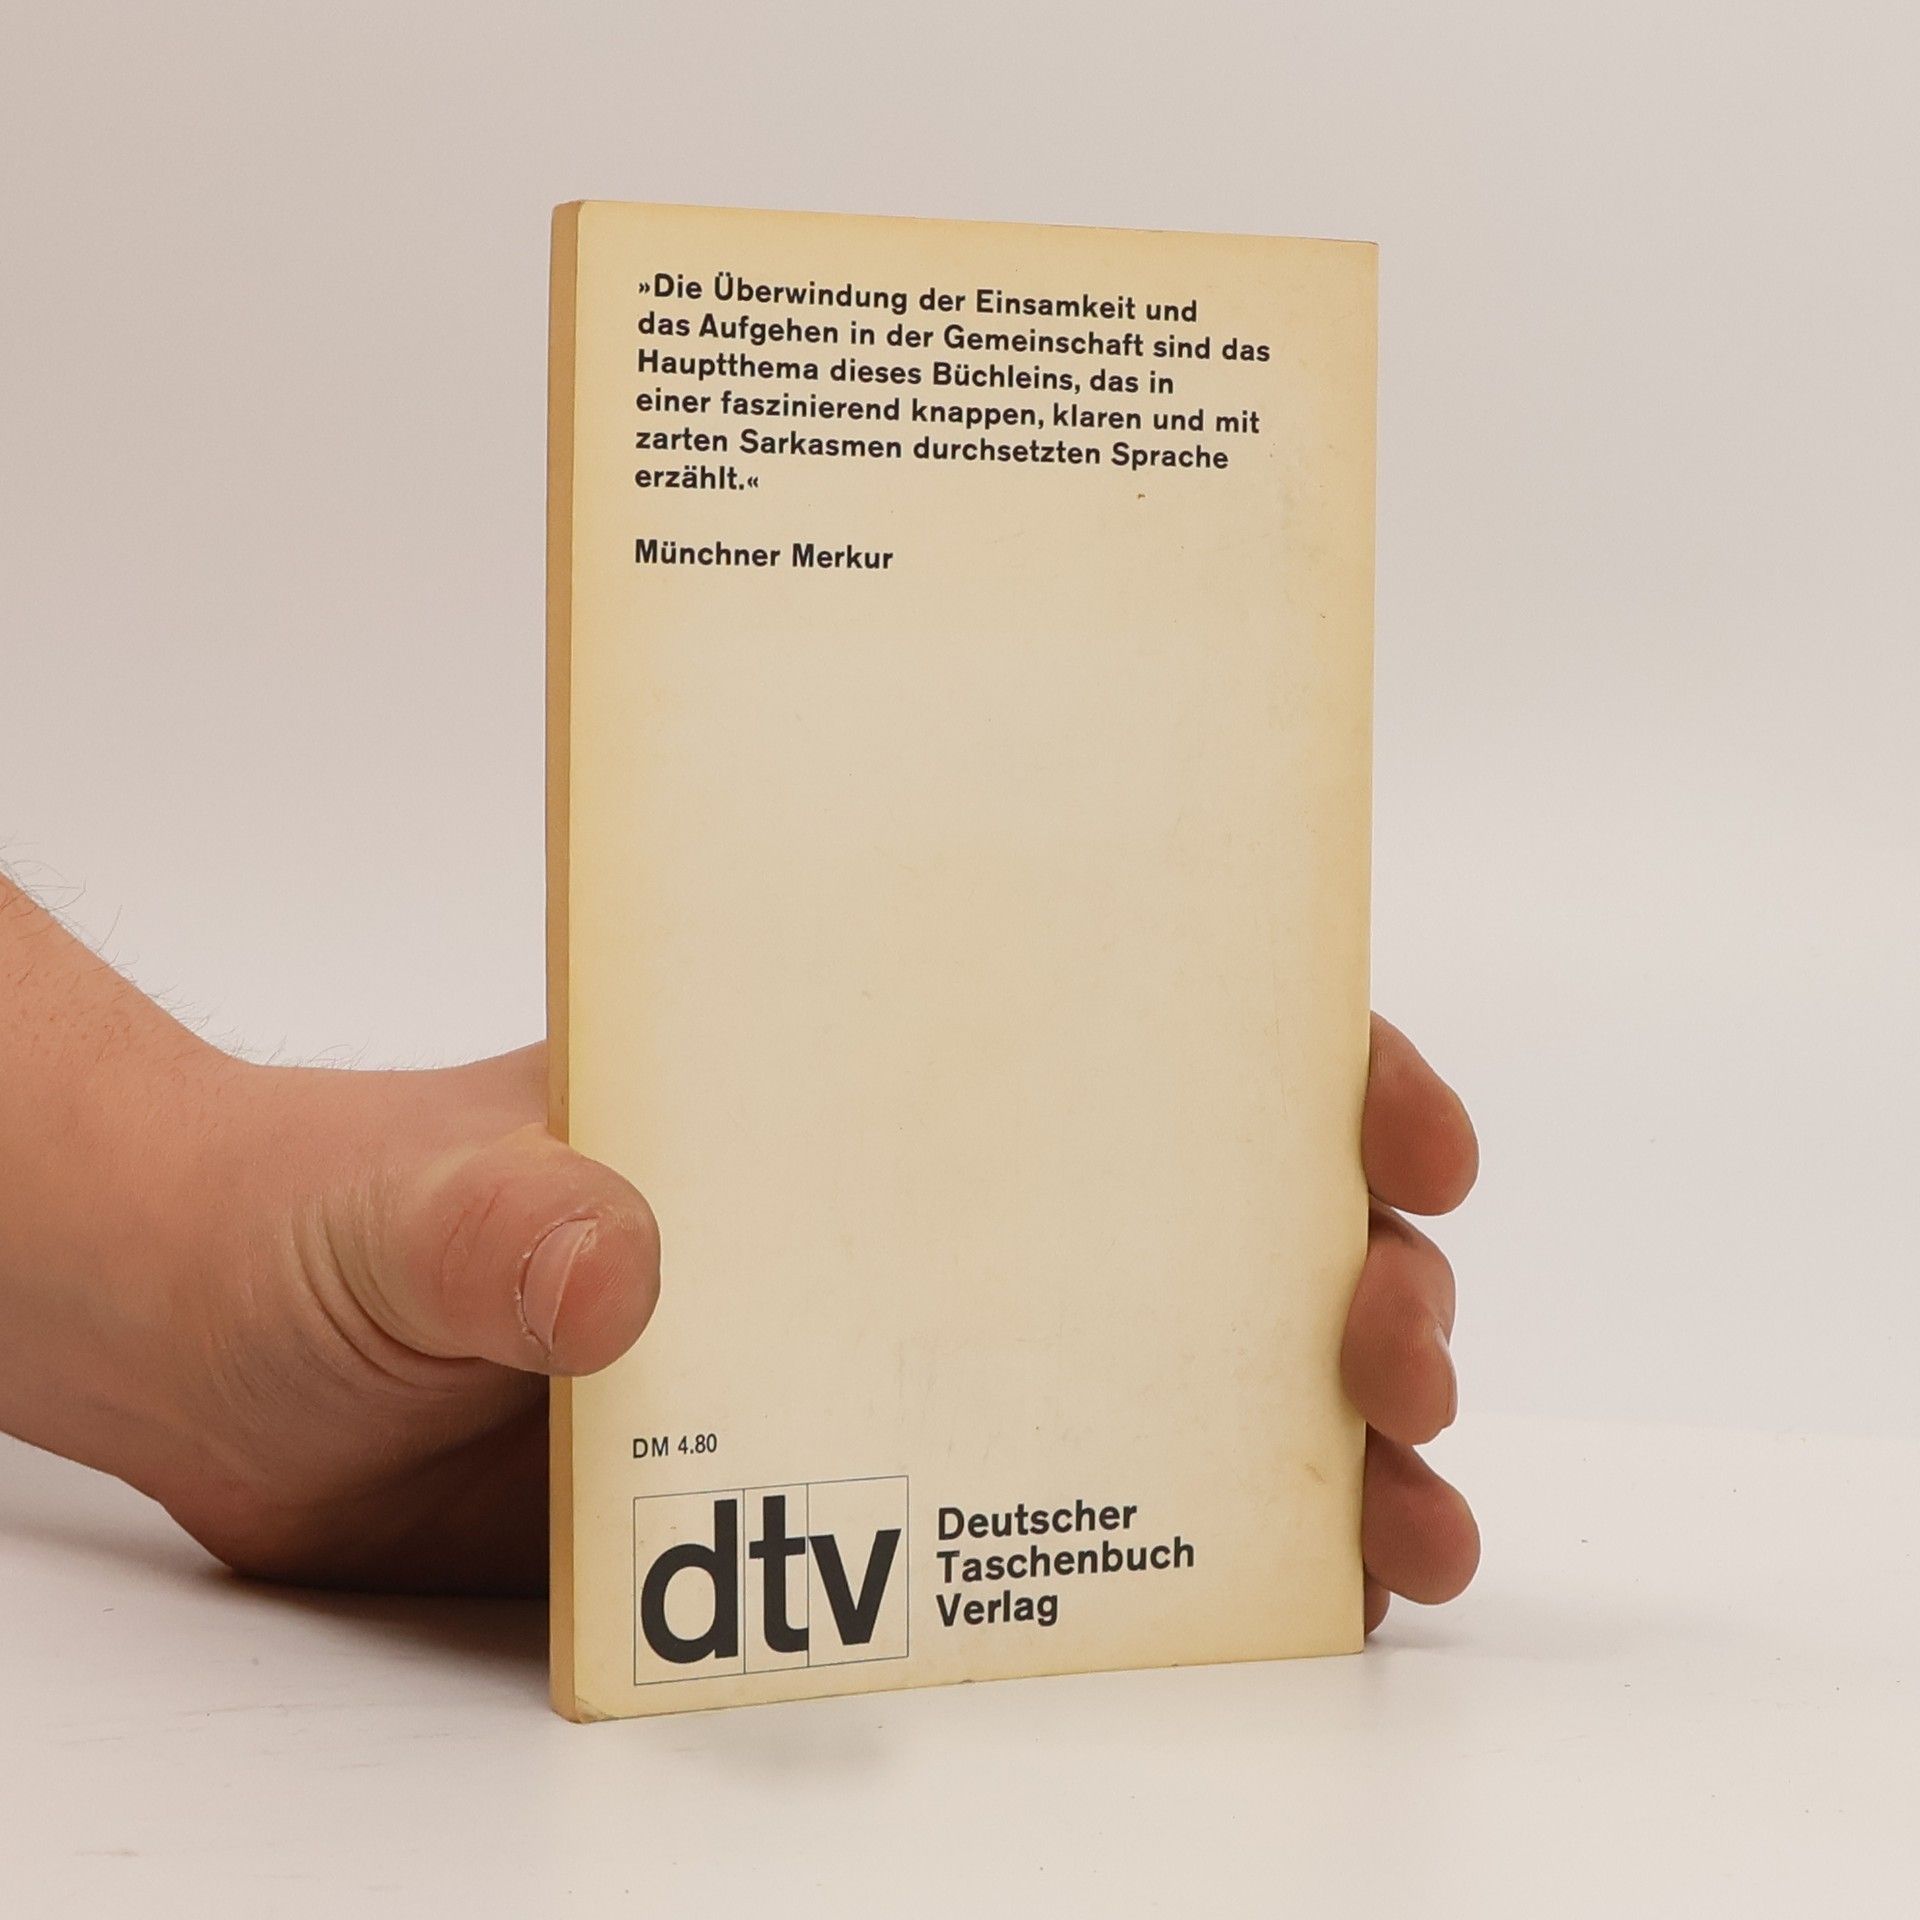 »Die Überwindung der Einsamkeit und
das Aufgehen in der Gemeinschaft sind das
Hauptthema dieses Büchleins, das in
einer faszinierend knappen, klaren und mit
zarten Sarkasmen durchsetzten Sprache
erzählt.«
Münchner Merkur
DM 4.80
dtv
Deutscher
Taschenbuch
Verlag